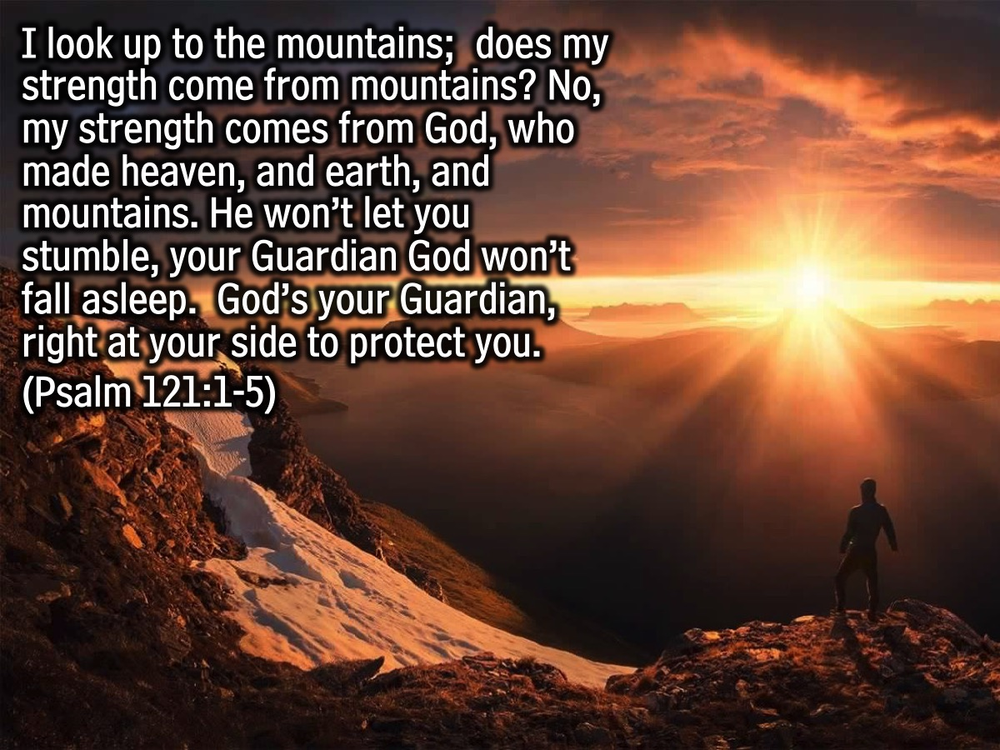 I look up to the mountains;  does my
strength come from mountains? No,
my strength comes from God, who
made heaven, and earth, and
mountains. He won’t let you
stumble, your Guardian God won’t
fall asleep.  God’s your Guardian,
right at your side to protect you.
(Psalm 121:1-5)